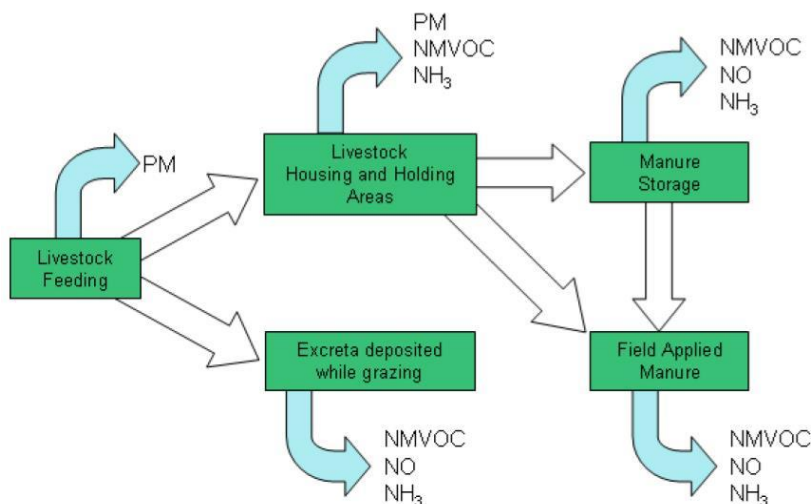 PM
NMVOC
NH₃
NMVOC
NO
NH₃
PM
Livestock
Housing and Holding
Areas
Manure
Storage
Livestock
Feeding
Excreta deposited
while grazing
Field Applied
Manure
NMVOC
NO
NH₃
NMVOC
NO
NH₃